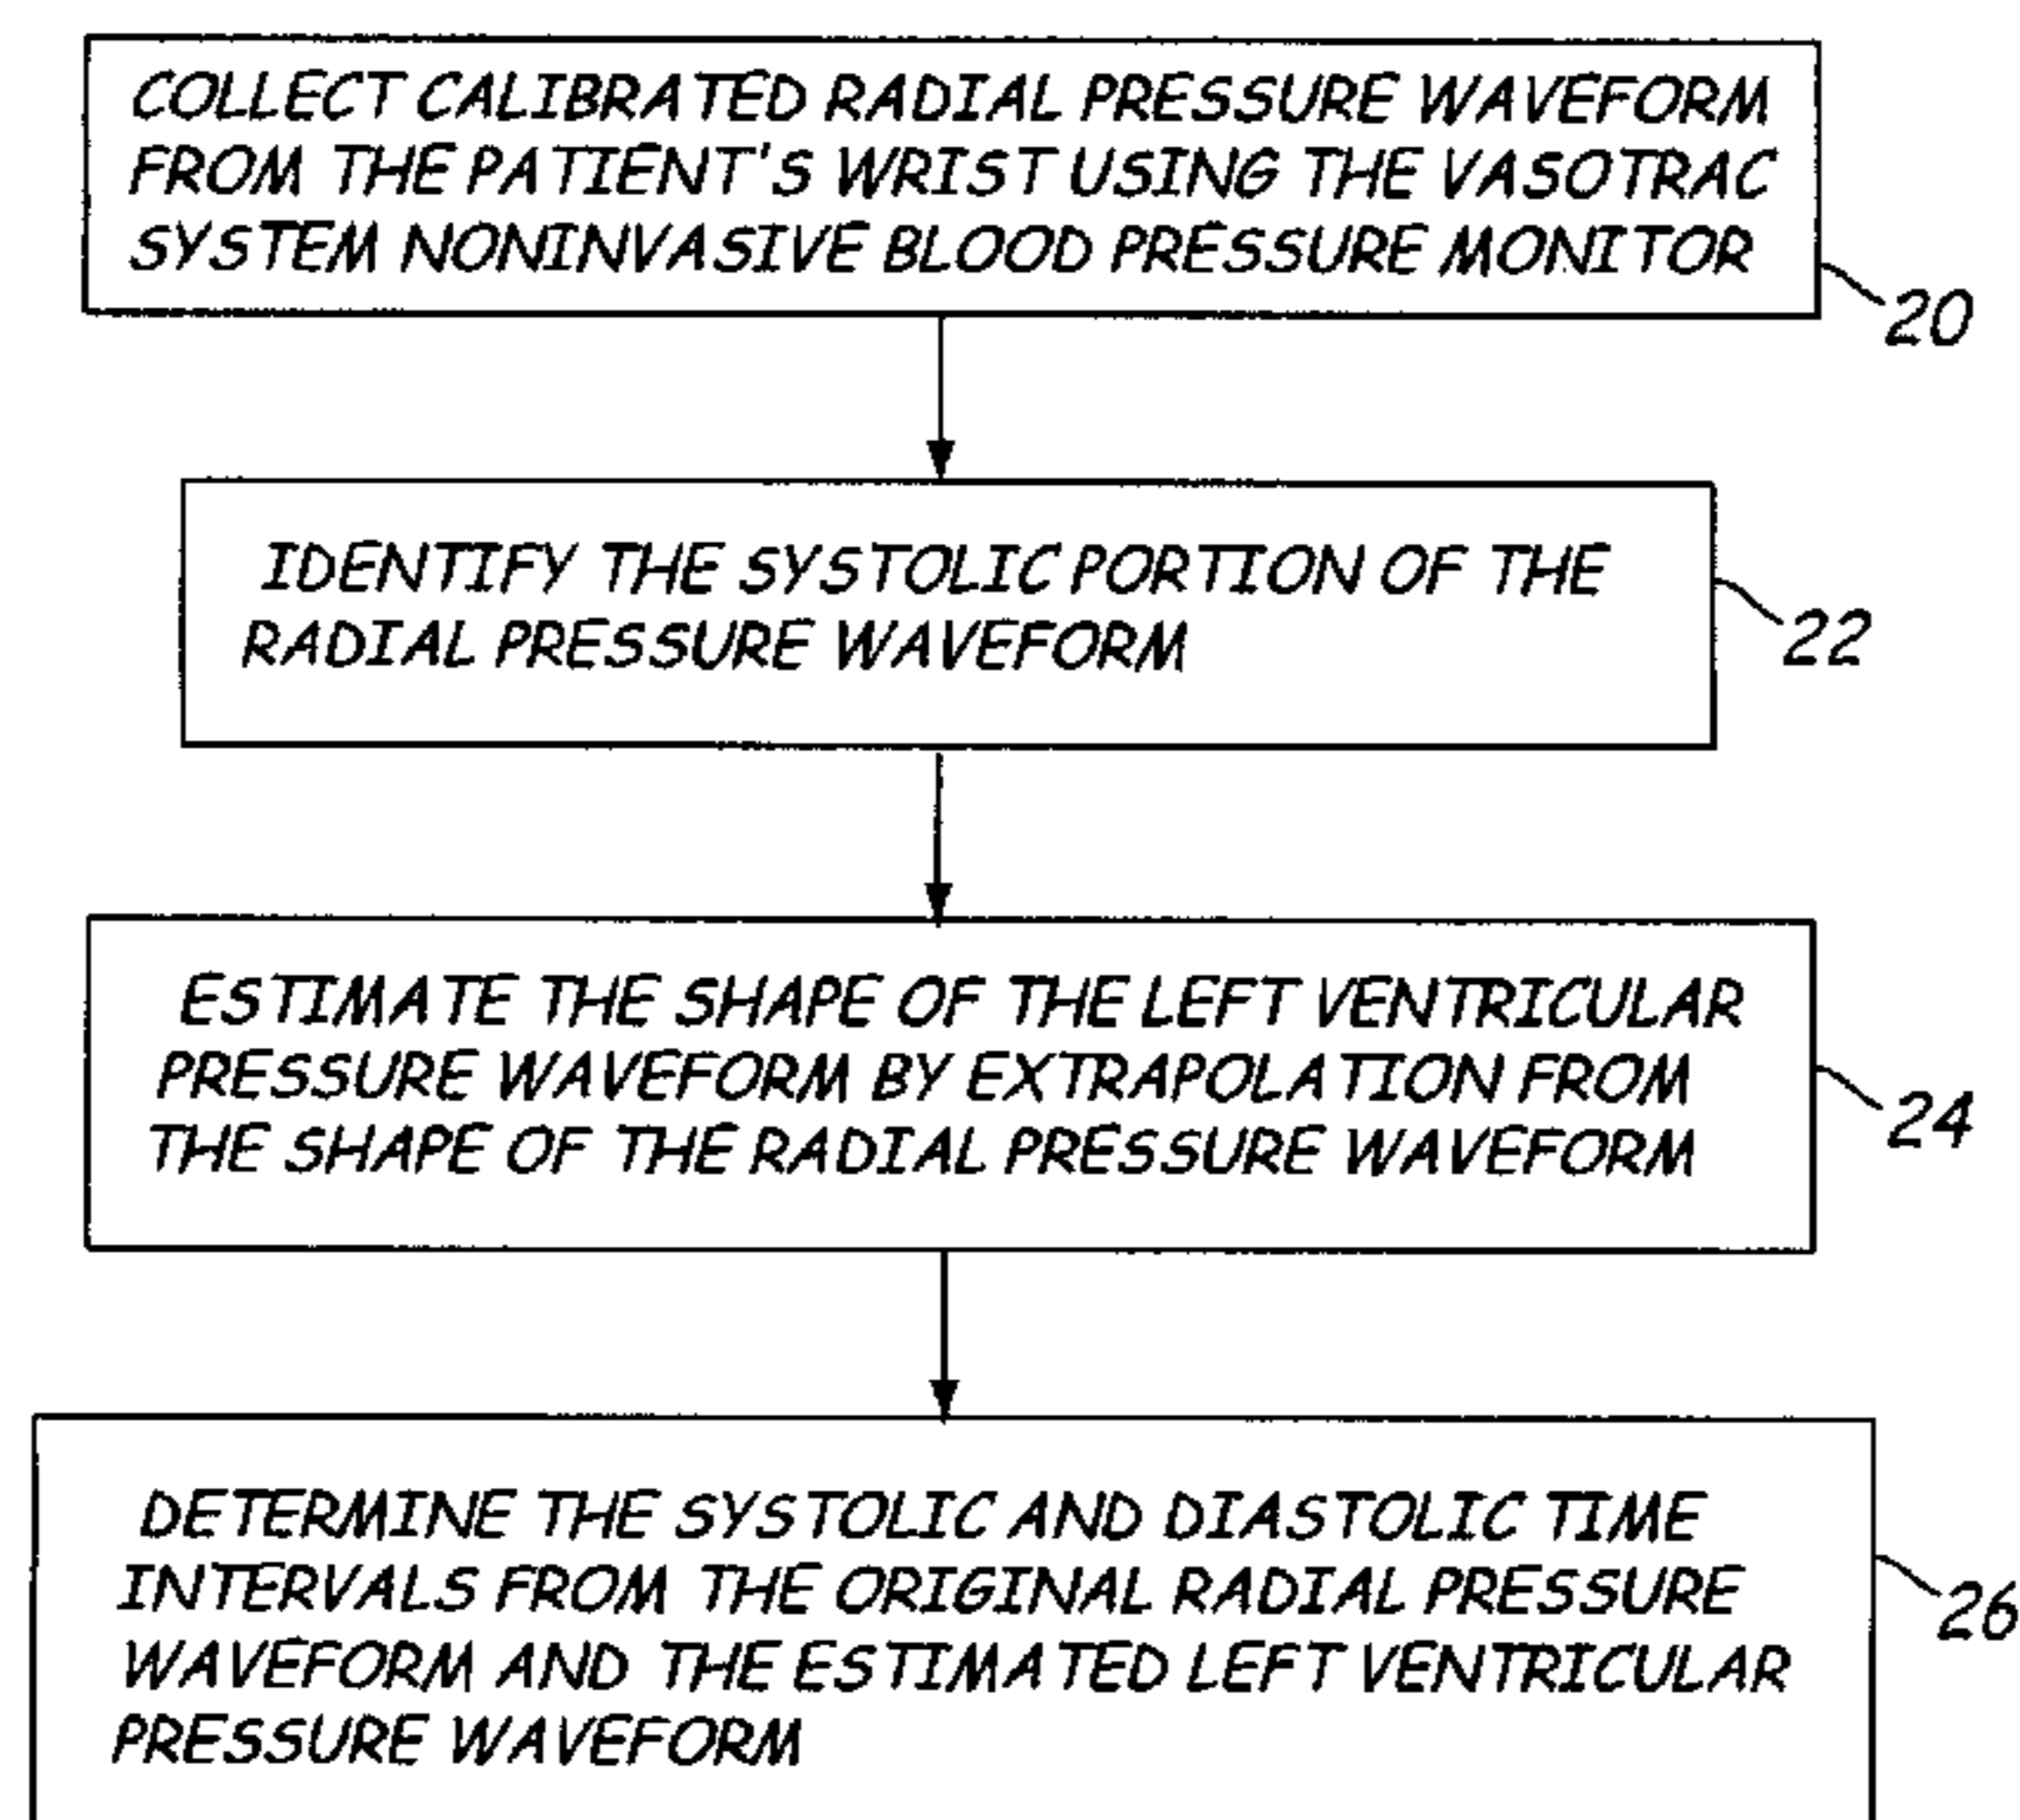 COLLECT CALIBRATED RADIAL PRESSURE WAVEFORM
FROM THE PATIENT'S WRIST USING THE VASOTRAC
SYSTEM NONINVASIVE BLOOD PRESSURE MONITOR
20
IDENTIFY THE SYSTOLIC PORTION OF THE
RADIAL PRESSURE WAVEFORM
22
ESTIMATE THE SHAPE OF THE LEFT VENTRICULAR
PRESSURE WAVEFORM BY EXTRAPOLATION FROM
THE SHAPE OF THE RADIAL PRESSURE WAVEFORM
24
DETERMINE THE SYSTOLIC AND DIASTOLIC TIME
INTERVALS FROM THE ORIGINAL RADIAL PRESSURE
WAVEFORM AND THE ESTIMATED LEFT VENTRICULAR
PRESSURE WAVEFORM
26